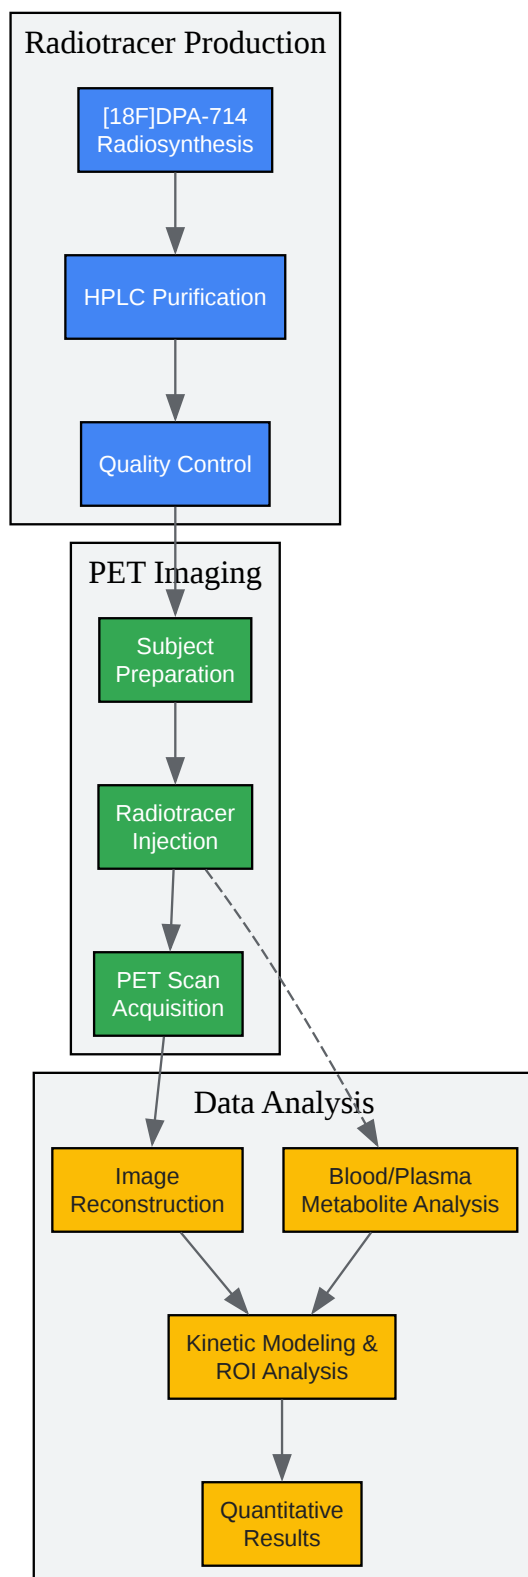 Radiotracer Production
[18F]DPA-714
Radiosynthesis
HPLC Purification
Quality Control
PET Imaging
Subject
Preparation
Radiotracer
Injection
PET Scan
Acquisition
Data Analysis
Image
Reconstruction
Blood/Plasma
Metabolite Analysis
Kinetic Modeling &
ROI Analysis
Quantitative
Results